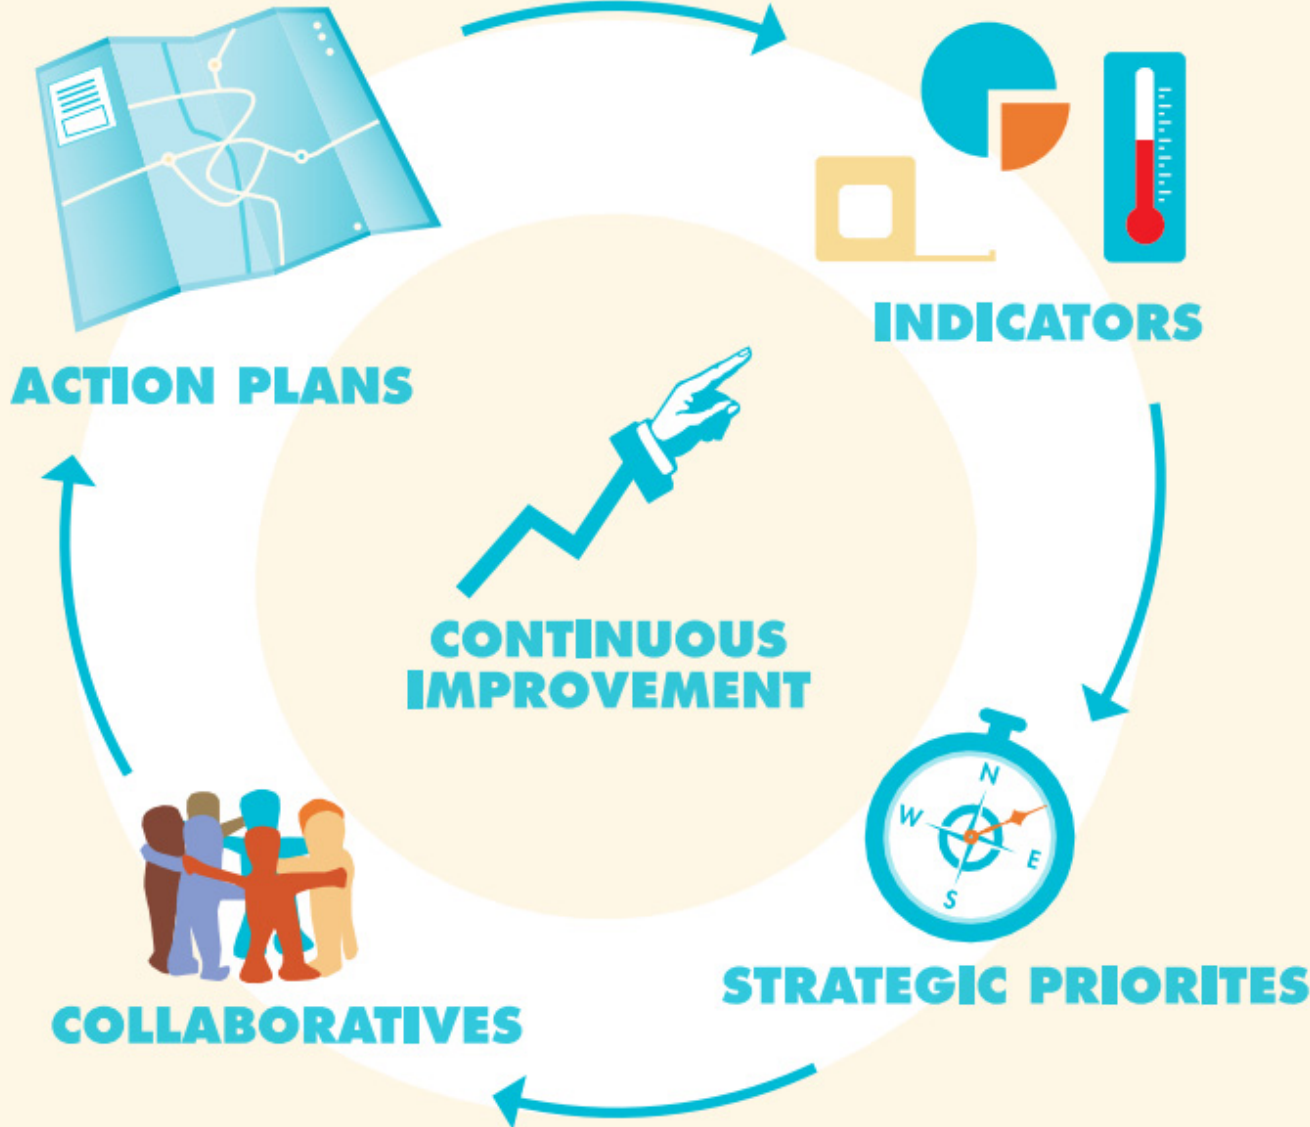 INDICATORS
ACTION PLANS
CONTINUOUS
IMPROVEMENT
N
W
E
S
STRATEGIC PRIORITES
COLLABORATIVES